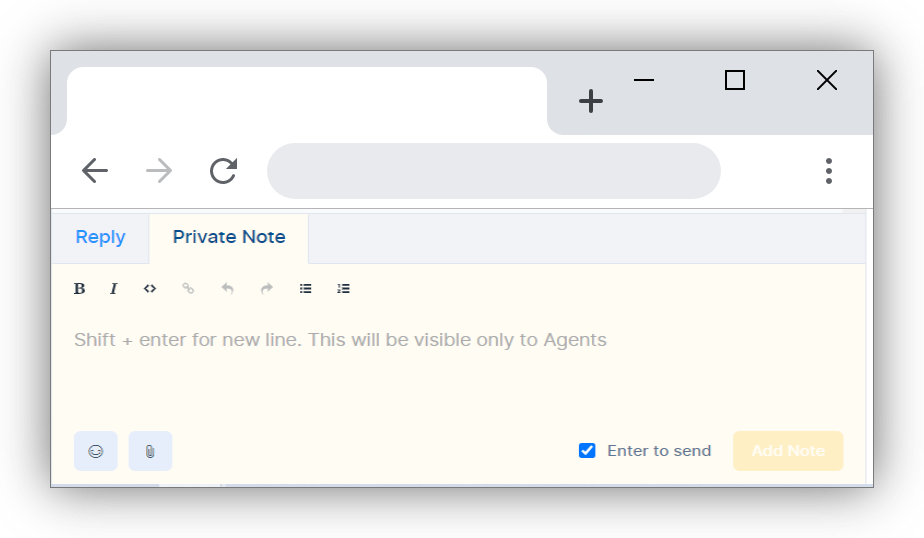 Reply
Private Note
B I
Shift + enter for new line. This will be visible only to Agents
Enter to send
Add Note